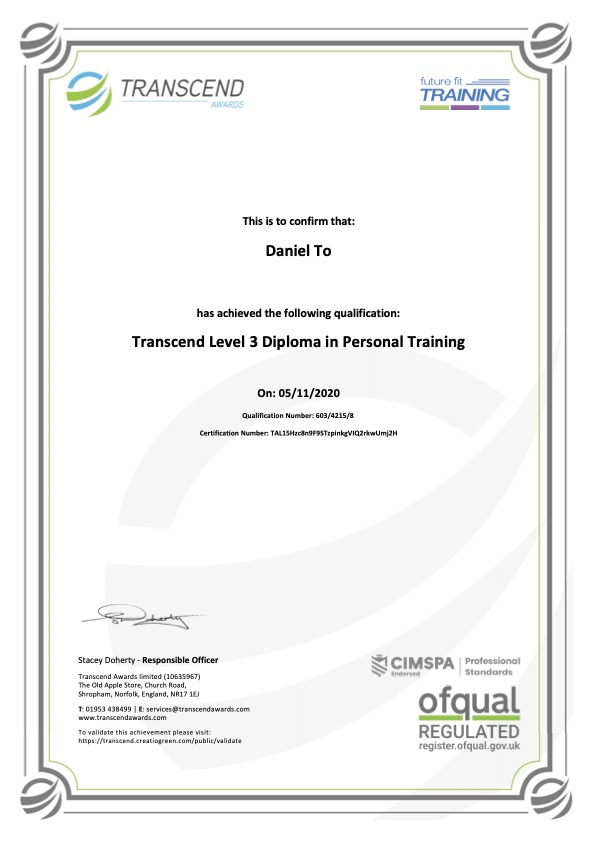 TRANSCEND
AWARDS
future fit
TRAINING
This is to confirm that:
Daniel To
has achieved the following qualification:
Transcend Level 3 Diploma in Personal Training
On: 05/11/2020
Qualification Number: 603/4215/8
Certification Number: TAL15Hzc8n9F95TzpinkgVIQ2rkwUmj2H
Stacey Doherty - Responsible Officer
Transcend Awards limited (10635967)
The Old Apple Store, Church Road,
Shropham, Norfolk, England, NR17 1EJ
T: 01953 438499 | E: services@transcendawards.com
www.transcendawards.com
To validate this achievement please visit:
https://transcend.creatiogreen.com/public/validate
CIMSPA
Endorsed
Professional
Standards
ofqual
REGULATED
register.ofqual.gov.uk